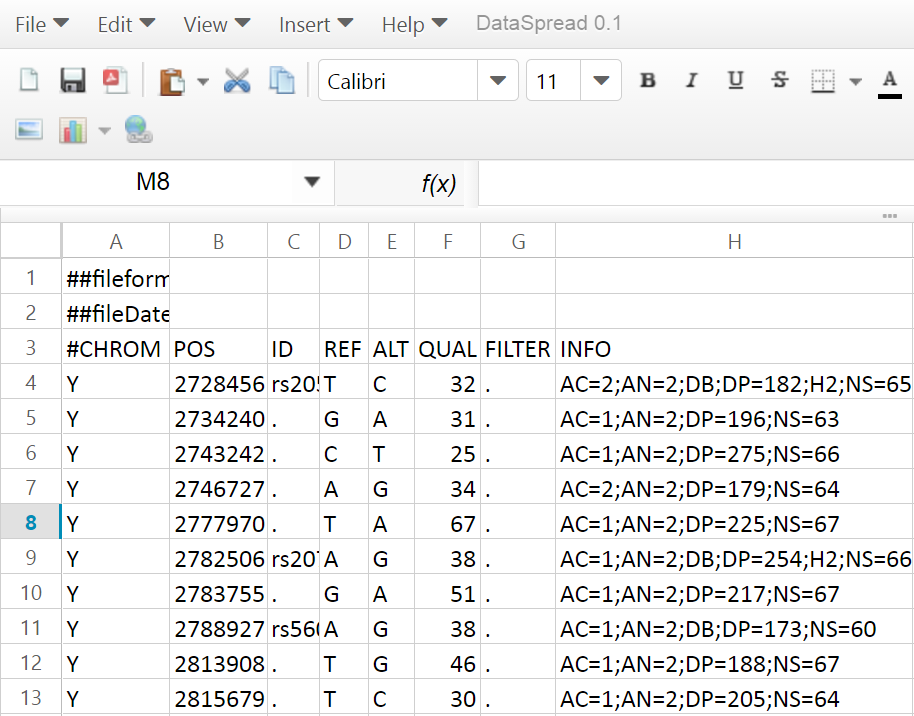 File Edit View Insert Help DataSpread 0.1
Calibri 11 B I U S A
M8 f(x)
A B C D E F G H
1 ##fileform
2 ##fileDate
3 #CHROM POS ID REF ALT QUAL FILTER INFO
4 Y 2728456 rs205 T C 32 . AC=2;AN=2;DB;DP=182;H2;NS=65
5 Y 2734240 . G A 31 . AC=1;AN=2;DP=196;NS=63
6 Y 2743242 . C T 25 . AC=1;AN=2;DP=275;NS=66
7 Y 2746727 . A G 34 . AC=2;AN=2;DP=179;NS=64
8 Y 2777970 . T A 67 . AC=1;AN=2;DP=225;NS=67
9 Y 2782506 rs207 A G 38 . AC=1;AN=2;DB;DP=254;H2;NS=66
10 Y 2783755 . G A 51 . AC=1;AN=2;DP=217;NS=67
11 Y 2788927 rs560 A G 38 . AC=1;AN=2;DB;DP=173;NS=60
12 Y 2813908 . T G 46 . AC=1;AN=2;DP=188;NS=67
13 Y 2815679 . T C 30 . AC=1;AN=2;DP=205;NS=64